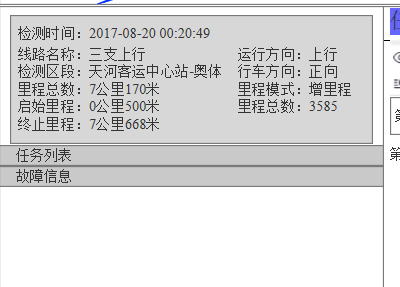 检测时间：2017-08-20 00:20:49
线路名称：三支上行 运行方向：上行
检测区段：天河客运中心站-奥体 行车方向：正向
里程总数：7公里170米 里程模式：增里程
启始里程：0公里500米 里程总数：3585
终止里程：7公里668米
任务列表
故障信息
第
第